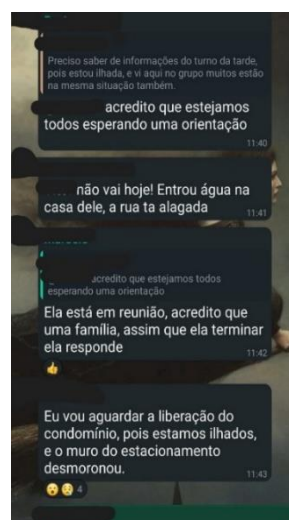 Preciso saber de informações do turno da tarde,
pois estou ilhada, e vi aqui no grupo muitos estão
na mesma situação também.
acredito que estejamos
todos esperando uma orientação
11:40
não vai hoje! Entrou água na
casa dele, a rua ta alagada
11:41
acredito que estejamos todos
esperando uma orientação
Ela está em reunião, acredito que
uma família, assim que ela terminar
ela responde
11:42
Eu vou aguardar a liberação do
condomínio, pois estamos ilhados,
e o muro do estacionamento
desmoronou.
11:43
4